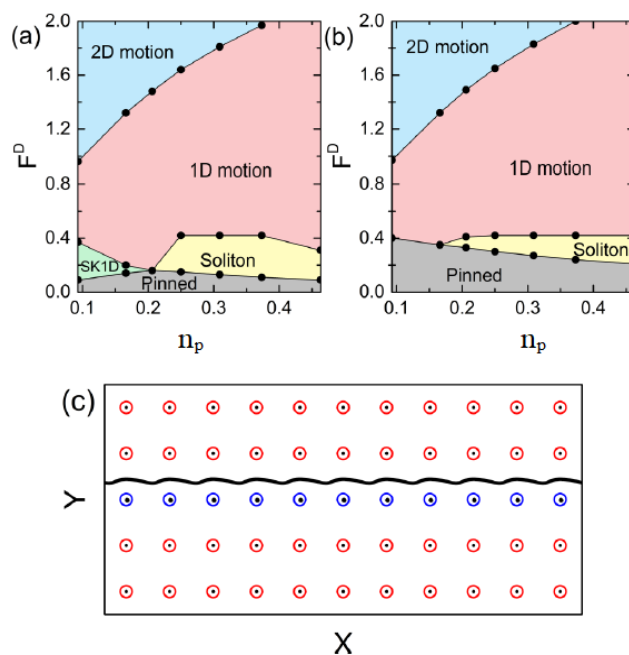 (a)
2.0
1.6
1.2
0.8
0.4
0.0
F^D
2D motion
1D motion
SK1D
Soliton
Pinned
0.1 0.2 0.3 0.4
n_p
(b)
2.0
1.6
1.2
0.8
0.4
0.0
F^D
2D motion
1D motion
Soliton
Pinned
0.1 0.2 0.3 0.4
n_p
(c)
Y
X